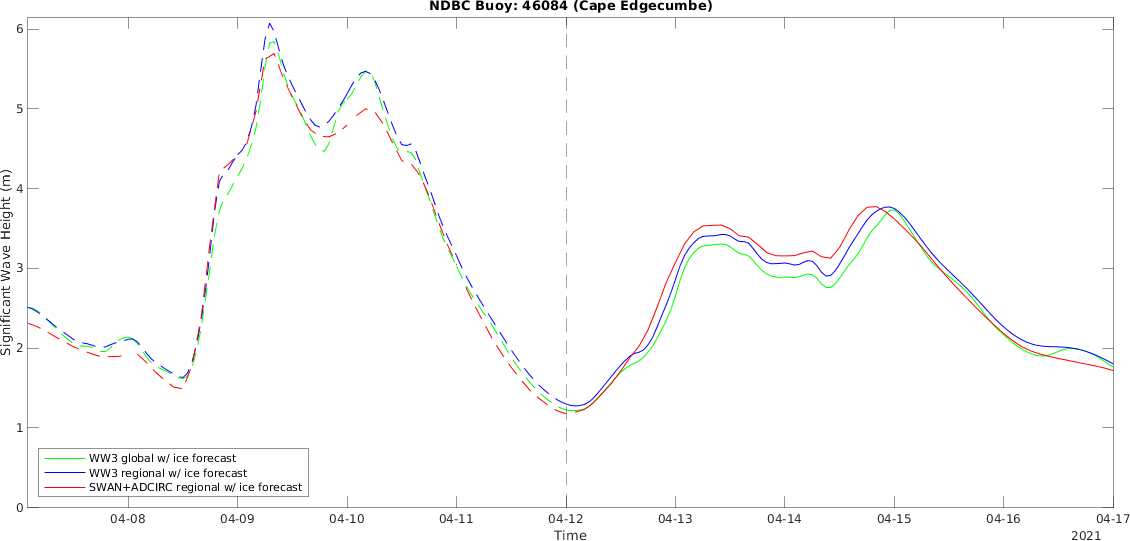 NDBC Buoy: 46084 (Cape Edgecumbe)
6
5
4
3
2
1
0
Significant Wave Height (m)
WW3 global w/ ice forecast
WW3 regional w/ ice forecast
SWAN+ADCIRC regional w/ ice forecast
04-08 04-09 04-10 04-11 04-12 04-13 04-14 04-15 04-16 04-17
Time
2021